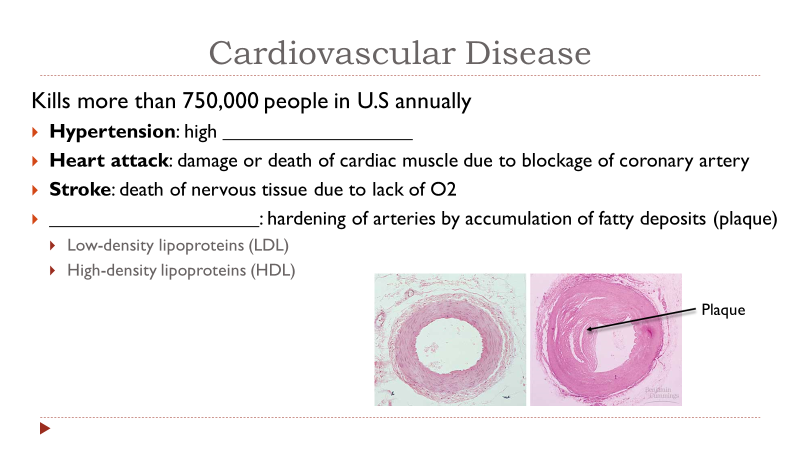 Cardiovascular Disease
Kills more than 750,000 people in U.S annually
Hypertension: high ___________________
Heart attack: damage or death of cardiac muscle due to blockage of coronary artery
Stroke: death of nervous tissue due to lack of O2
_____________________: hardening of arteries by accumulation of fatty deposits (plaque)
Low-density lipoproteins (LDL)
High-density lipoproteins (HDL)
Plaque